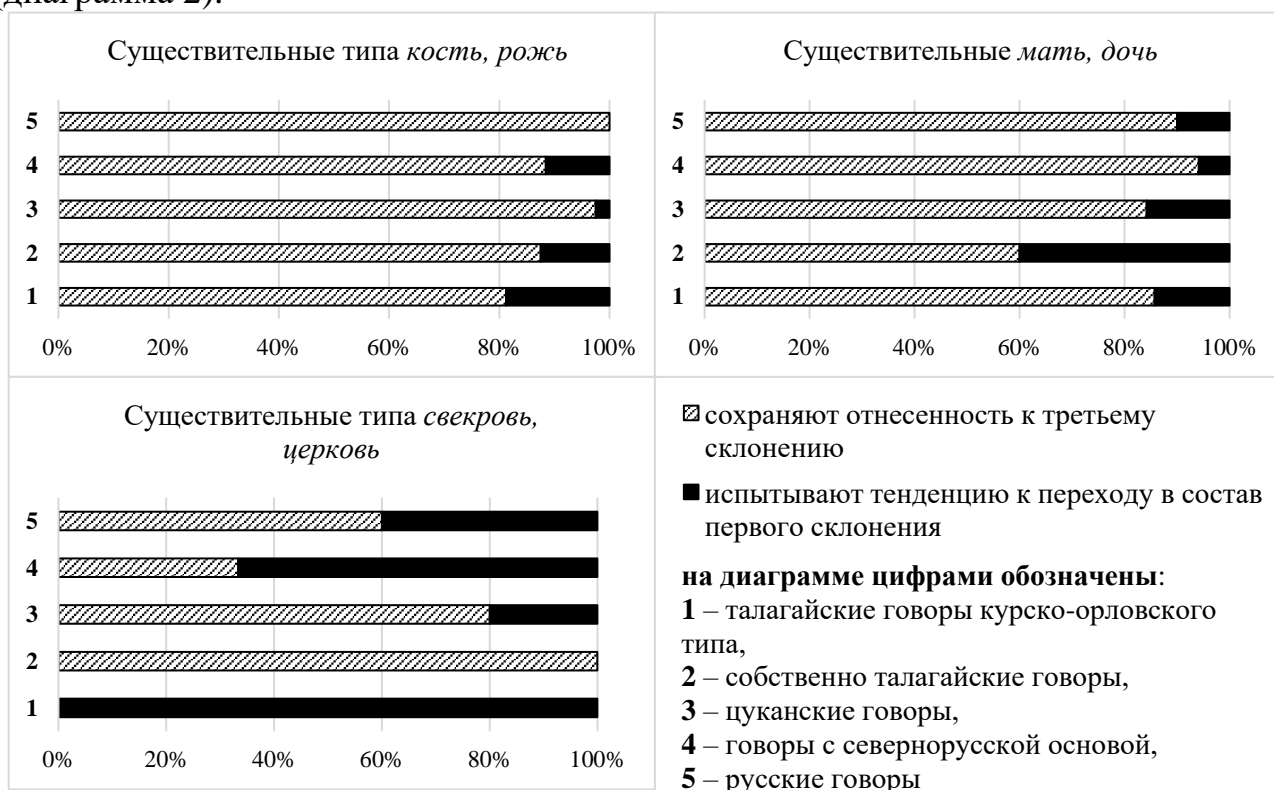 (диаграмма 2).
Существительные типа кость, рожь
5
4
3
2
1
0% 20% 40% 60% 80% 100%
Существительные мать, дочь
5
4
3
2
1
0% 20% 40% 60% 80% 100%
Существительные типа свекровь,
церковь
5
4
3
2
1
0% 20% 40% 60% 80% 100%
сохраняют отнесенность к третьему
склонению
испытывают тенденцию к переходу в состав
первого склонения
на диаграмме цифрами обозначены:
1 – талагайские говоры курско-орловского
типа,
2 – собственно талагайские говоры,
3 – цуканские говоры,
4 – говоры с севернорусской основой,
5 – русские говоры